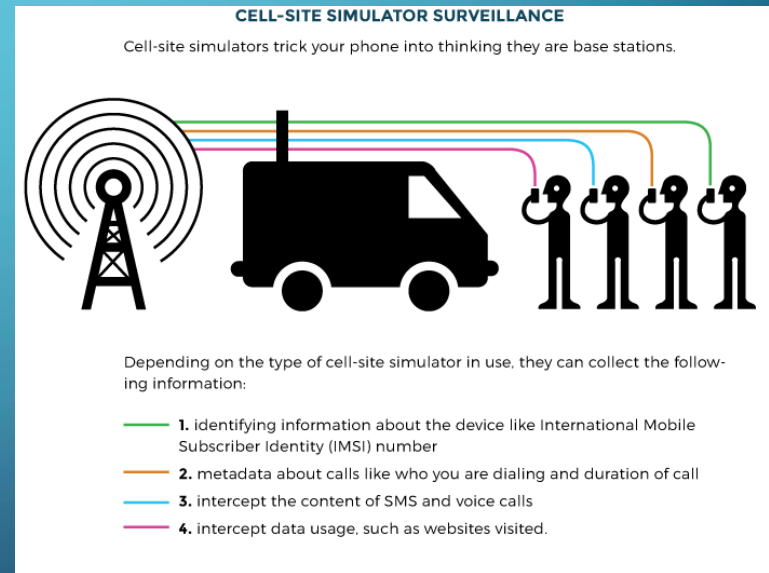 CELL-SITE SIMULATOR SURVEILLANCE
Cell-site simulators trick your phone into thinking they are base stations.
Depending on the type of cell-site simulator in use, they can collect the follow-
ing information:
1. identifying information about the device like International Mobile
Subscriber Identity (IMSI) number
2. metadata about calls like who you are dialing and duration of call
3. intercept the content of SMS and voice calls
4. intercept data usage, such as websites visited.